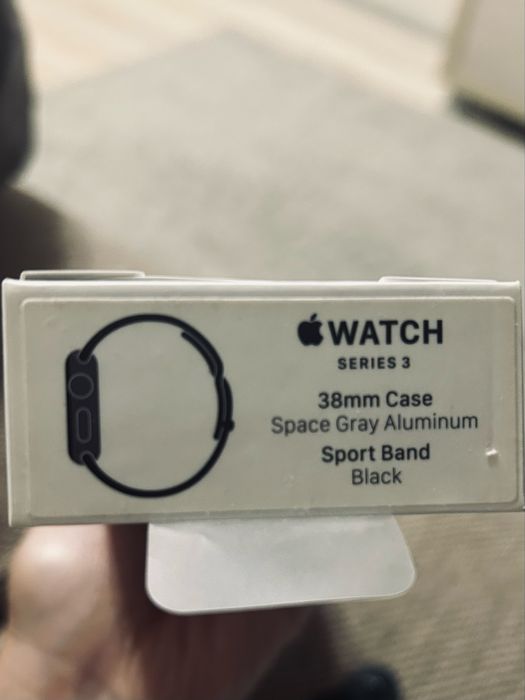 WATCH
SERIES 3
38mm Case
Space Gray Aluminum
Sport Band
Black